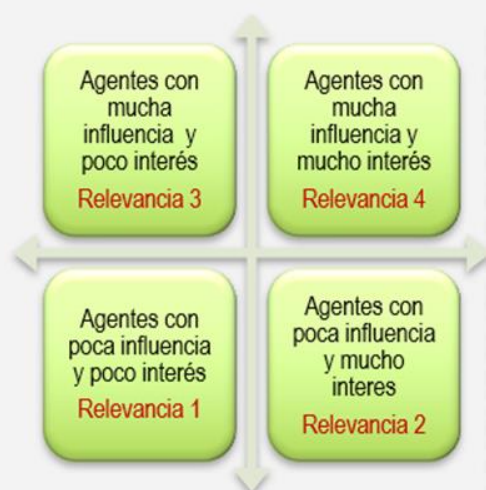 Agentes con
mucha
influencia y
poco interés
Relevancia 3
Agentes con
mucha
influencia y
mucho interés
Relevancia 4
Agentes con
poca influencia
y poco interés
Relevancia 1
Agentes con
poca influencia
y mucho
interes
Relevancia 2